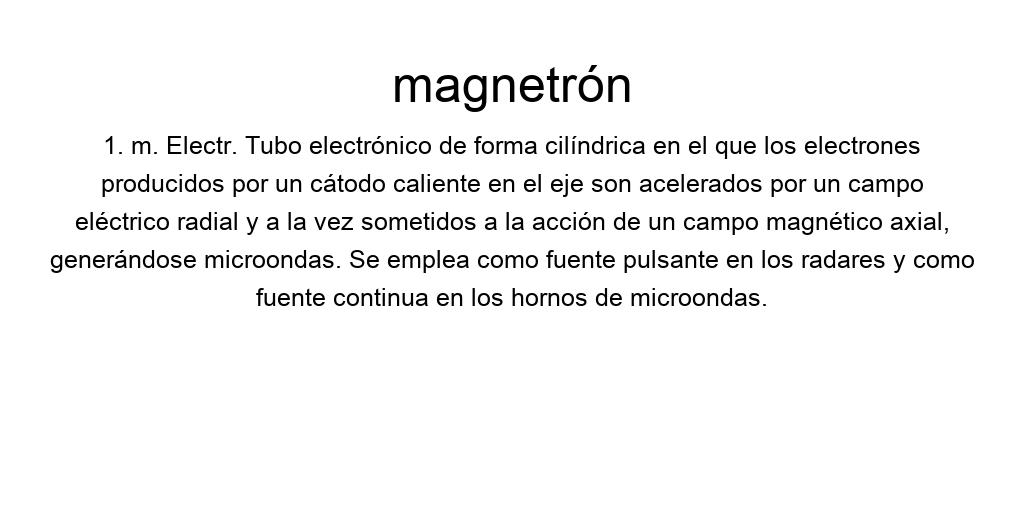 magnetrón
1. m. Electr. Tubo electrónico de forma cilíndrica en el que los electrones
producidos por un cátodo caliente en el eje son acelerados por un campo
eléctrico radial y a la vez sometidos a la acción de un campo magnético axial,
generándose microondas. Se emplea como fuente pulsante en los radares y como
fuente continua en los hornos de microondas.